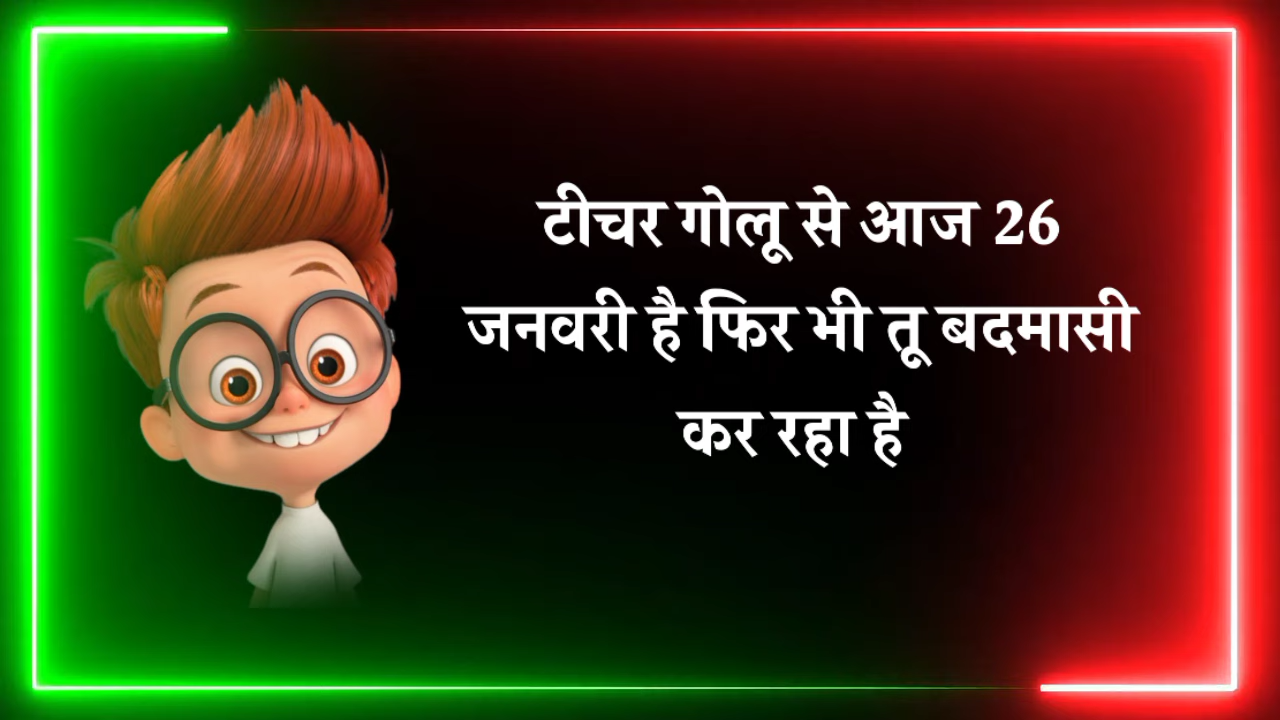 टीचर गोलू से आज 26
जनवरी है फिर भी तू बदमासी
कर रहा है